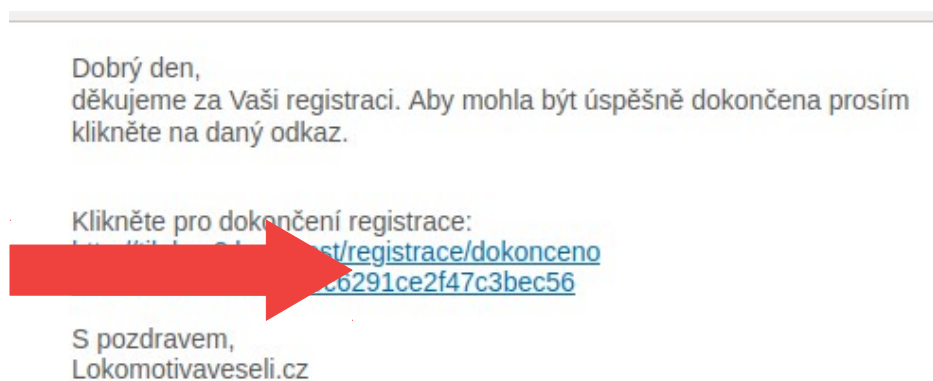 Dobrý den,
děkujeme za Vaši registraci. Aby mohla být úspěšně dokončena prosím
klikněte na daný odkaz.
Klikněte pro dokončení registrace:
st/registrace/dokonceno
c6291ce2f47c3bec56
S pozdravem,
Lokomotivaveseli.cz